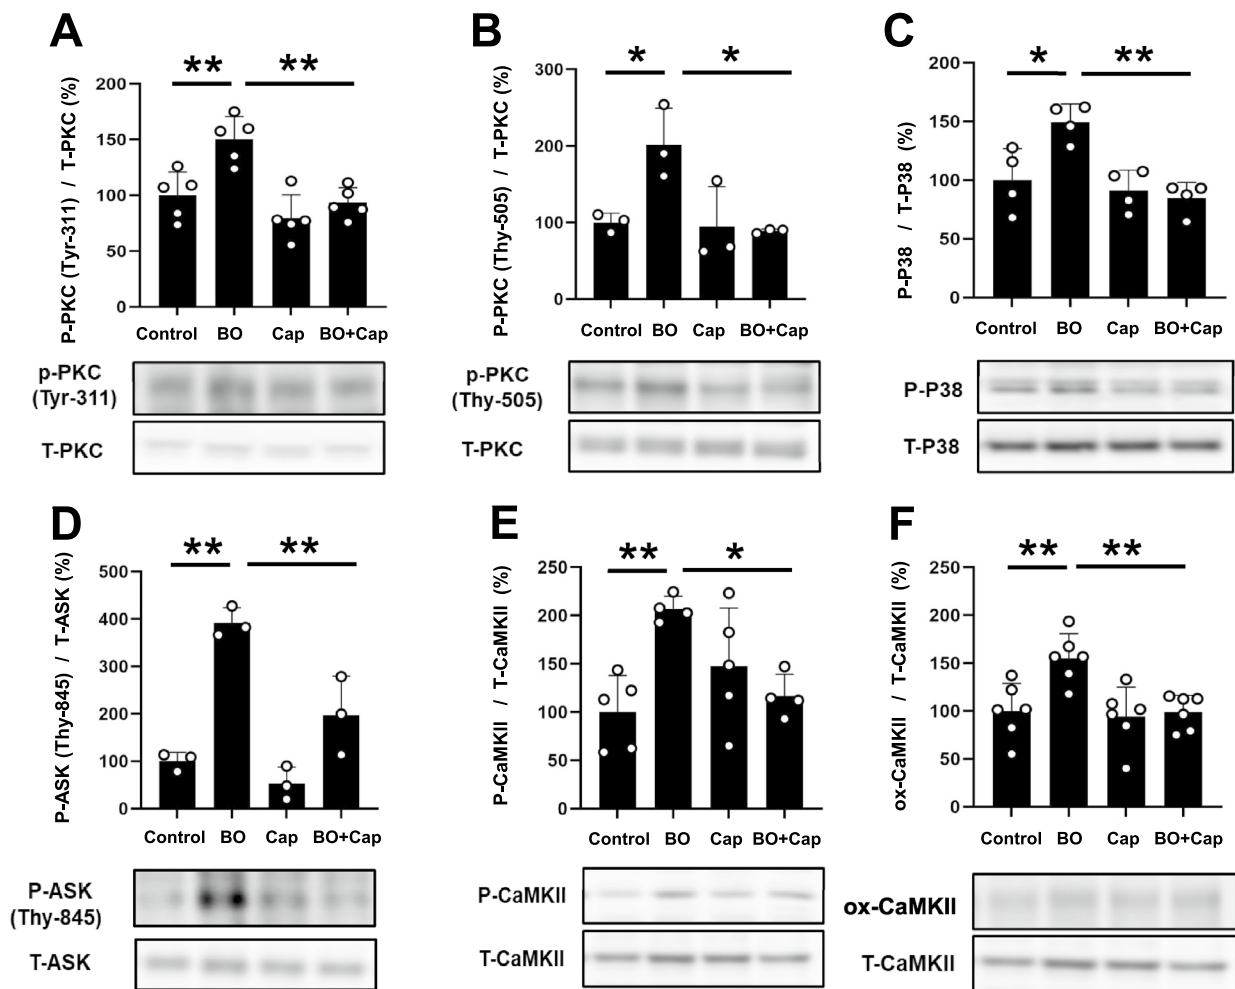 A
** **
P-PKC (Tyr-311) / T-PKC (%)
200
150
100
50
0
Control BO Cap BO+Cap
p-PKC
(Tyr-311)
T-PKC
B
* *
P-PKC (Thy-505) / T-PKC (%)
300
200
100
0
Control BO Cap BO+Cap
p-PKC
(Thy-505)
T-PKC
C
* **
P-P38 / T-P38 (%)
200
150
100
50
0
Control BO Cap BO+Cap
P-P38
T-P38
D
** **
P-ASK (Thy-845) / T-ASK (%)
500
400
300
200
100
0
Control BO Cap BO+Cap
P-ASK
(Thy-845)
T-ASK
E
** *
P-CaMKII / T-CaMKII (%)
250
200
150
100
50
0
Control BO Cap BO+Cap
P-CaMKII
T-CaMKII
F
** **
ox-CaMKII / T-CaMKII (%)
250
200
150
100
50
0
Control BO Cap BO+Cap
ox-CaMKII
T-CaMKII